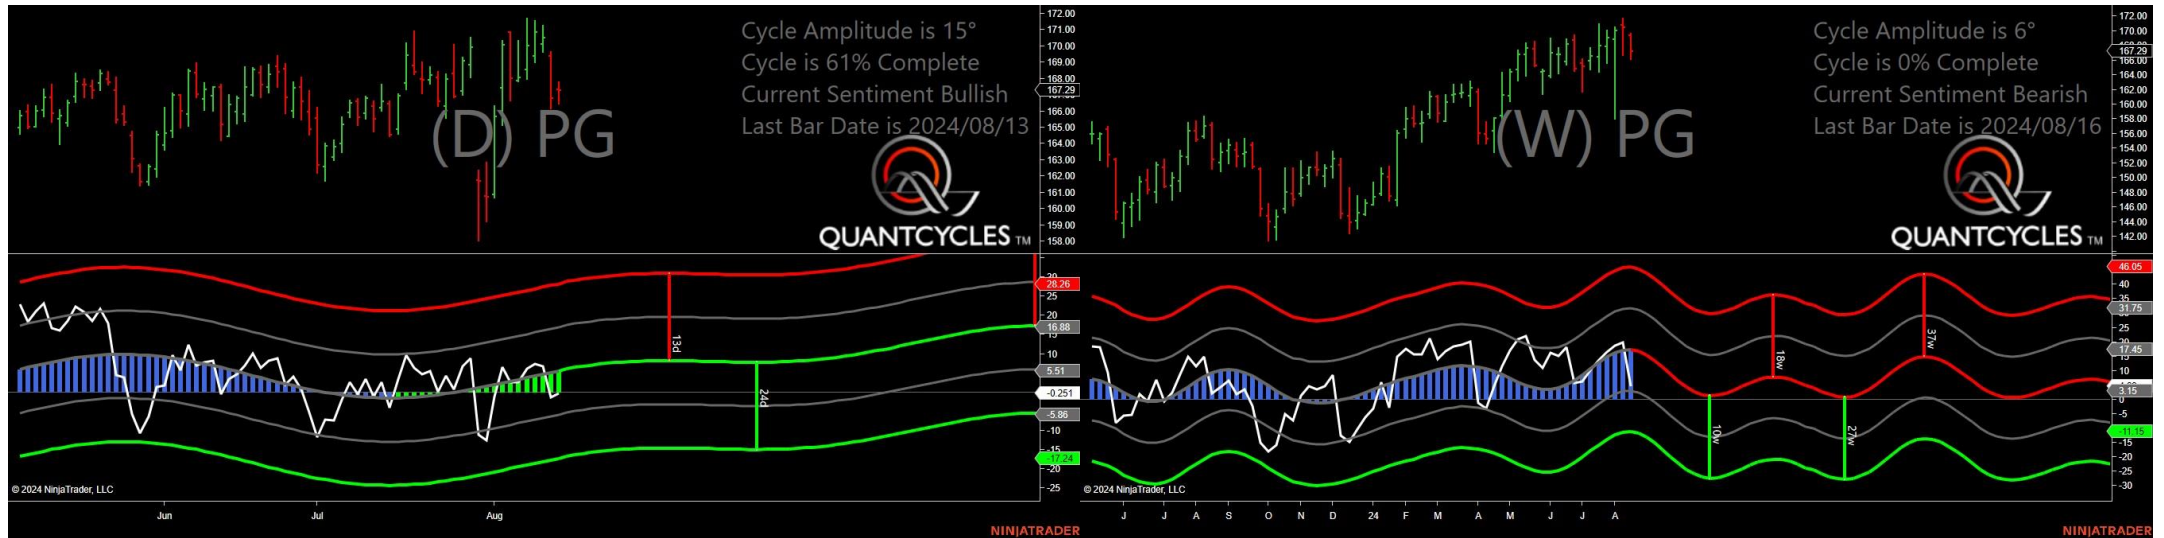 Cycle Amplitude is 15°
Cycle is 61% Complete
Current Sentiment Bullish
Last Bar Date is 2024/08/13
(D) PG
QUANTCYCLES TM
172.00
171.00
170.00
169.00
168.00
167.29
166.00
165.00
164.00
163.00
162.00
161.00
160.00
159.00
158.00
28.26
25
20
16.88
10
5.51
-0.251
-5.86
-10
-15
-17.24
-20
-25
13d
24d
© 2024 NinjaTrader, LLC
Jun Jul Aug
NINJATRADER
Cycle Amplitude is 6°
Cycle is 0% Complete
Current Sentiment Bearish
Last Bar Date is 2024/08/16
(W) PG
QUANTCYCLES TM
172.00
170.00
167.29
166.00
164.00
162.00
160.00
158.00
156.00
154.00
152.00
150.00
148.00
146.00
144.00
142.00
46.05
40
35
31.75
25
20
17.45
10
3.15
0
-5
-11.15
-15
-20
-25
-30
18w
37w
10w
27w
© 2024 NinjaTrader, LLC
J J A S O N D 24 F M A M J J A
NINJATRADER